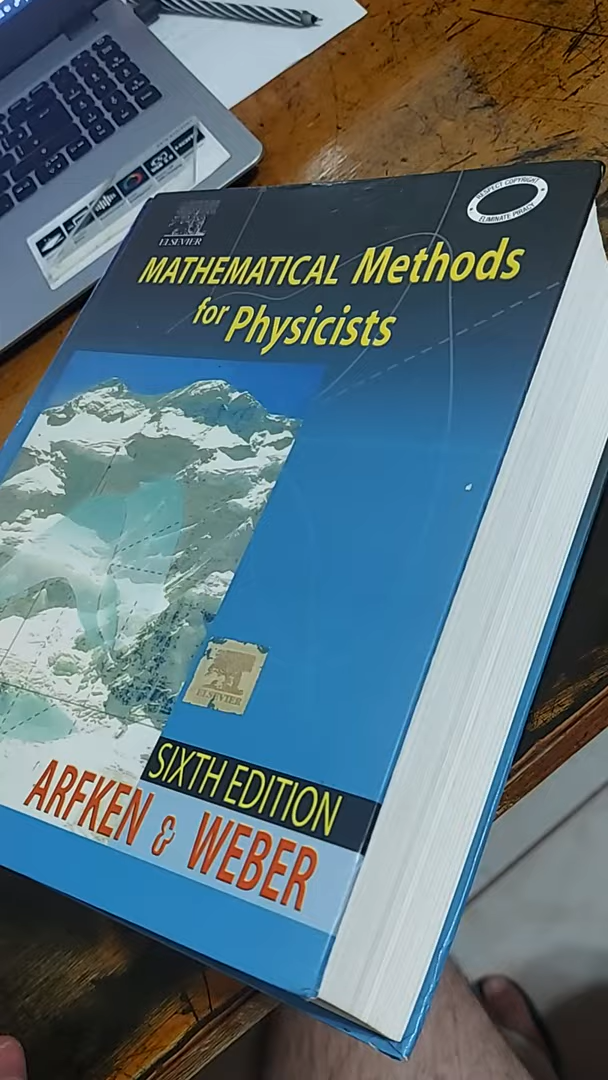 RESPECT COPYRIGHT
ELIMINATE PIRACY
ELSEVIER
MATHEMATICAL Methods
for Physicists
ELSEVIER
SIXTH EDITION
ARFKEN & WEBER